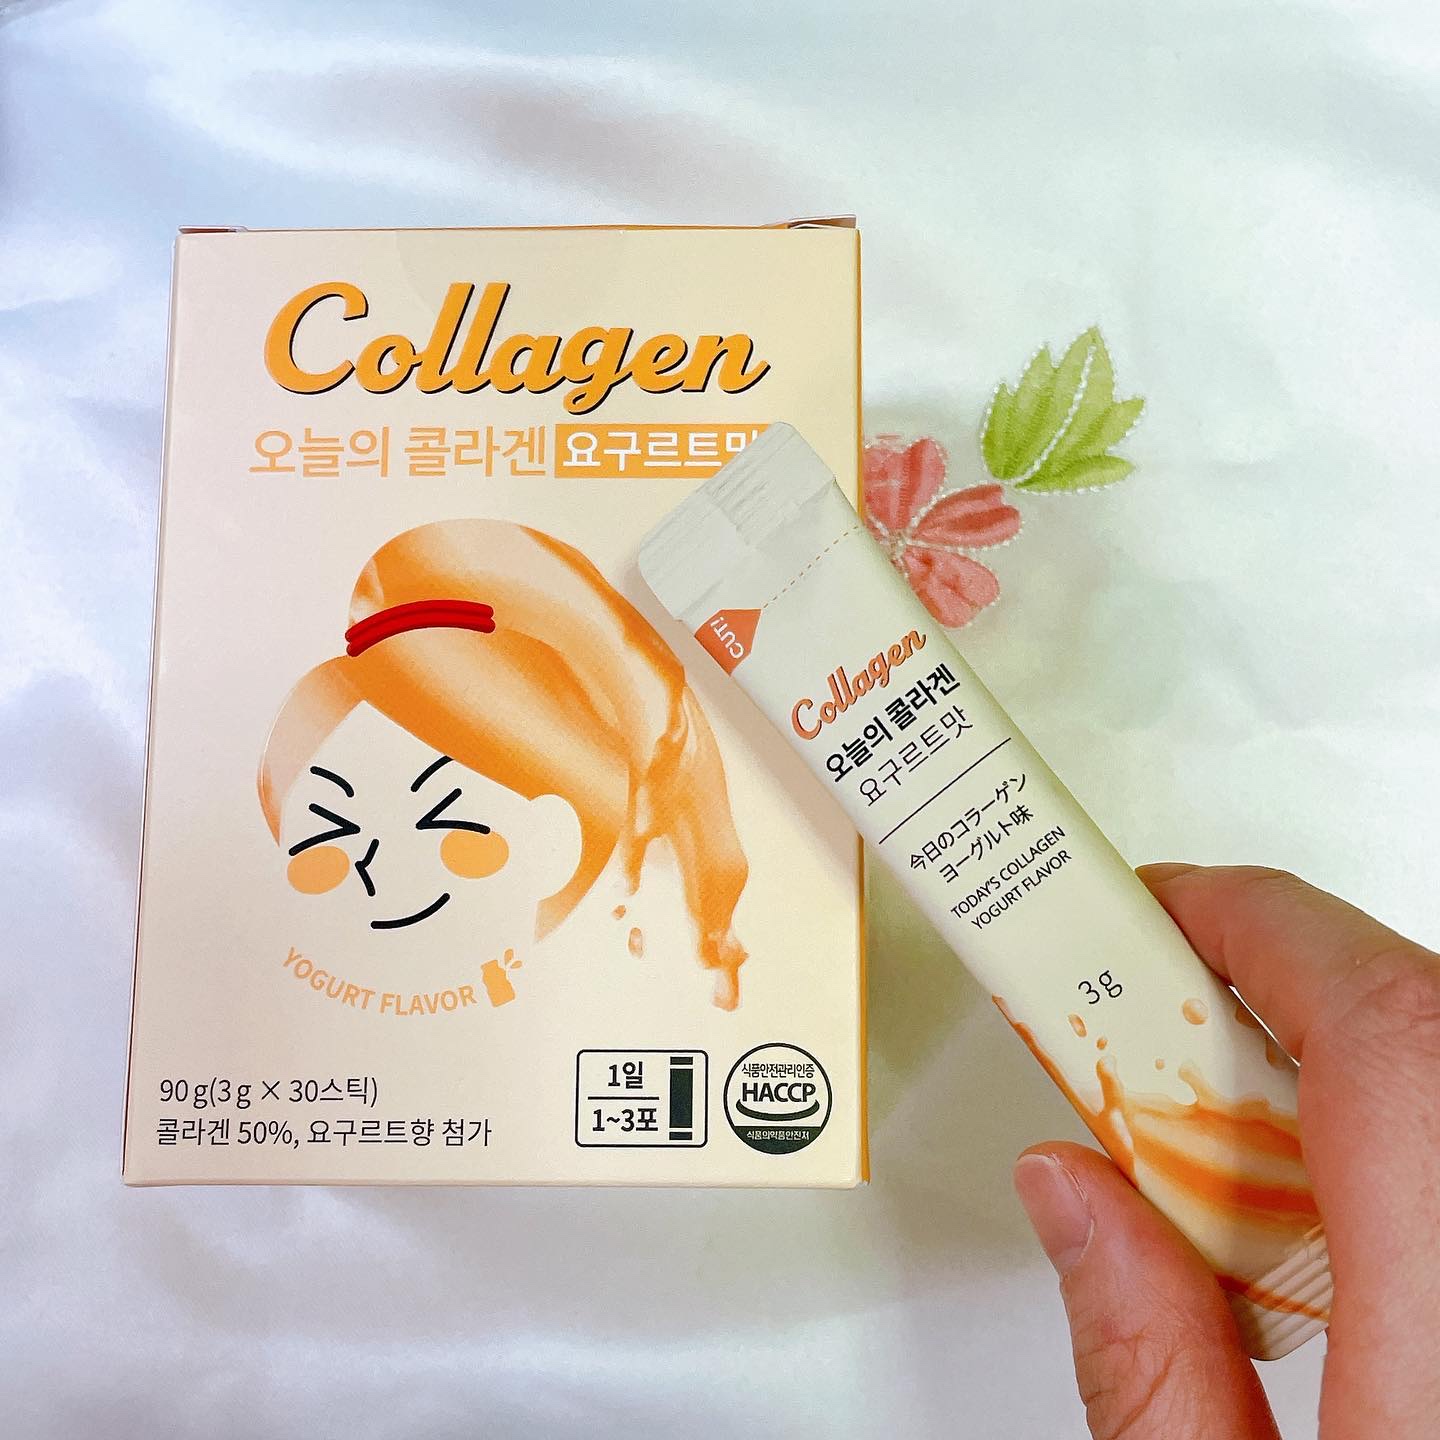 Collagen
오늘의 콜라겐 요구르트맛
YOGURT FLAVOR
90g(3g × 30스틱)
콜라겐 50%, 요구르트향 첨가
1일
1~3포
식품안전관리인증
HACCP
식품의약품안전처
CUT!
Collagen
오늘의 콜라겐
요구르트맛
今日のコラーゲン
ヨーグルト味
TODAY'S COLLAGEN
YOGURT FLAVOR
3g